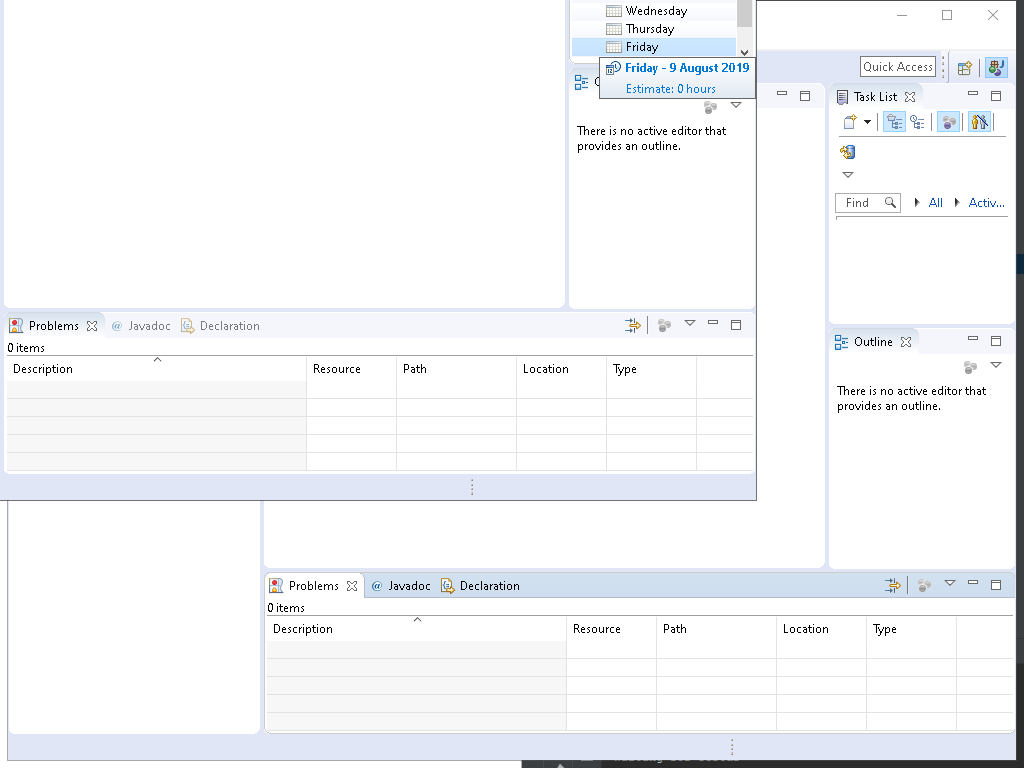 Wednesday
Thursday
Friday
Friday - 9 August 2019
Estimate: 0 hours
There is no active editor that
provides an outline.
Problems
@ Javadoc
Declaration
0 items
Description
Resource
Path
Location
Type
Quick Access
Task List
Find
All
Activ...
Outline
There is no active editor that
provides an outline.
Problems
@ Javadoc
Declaration
0 items
Description
Resource
Path
Location
Type